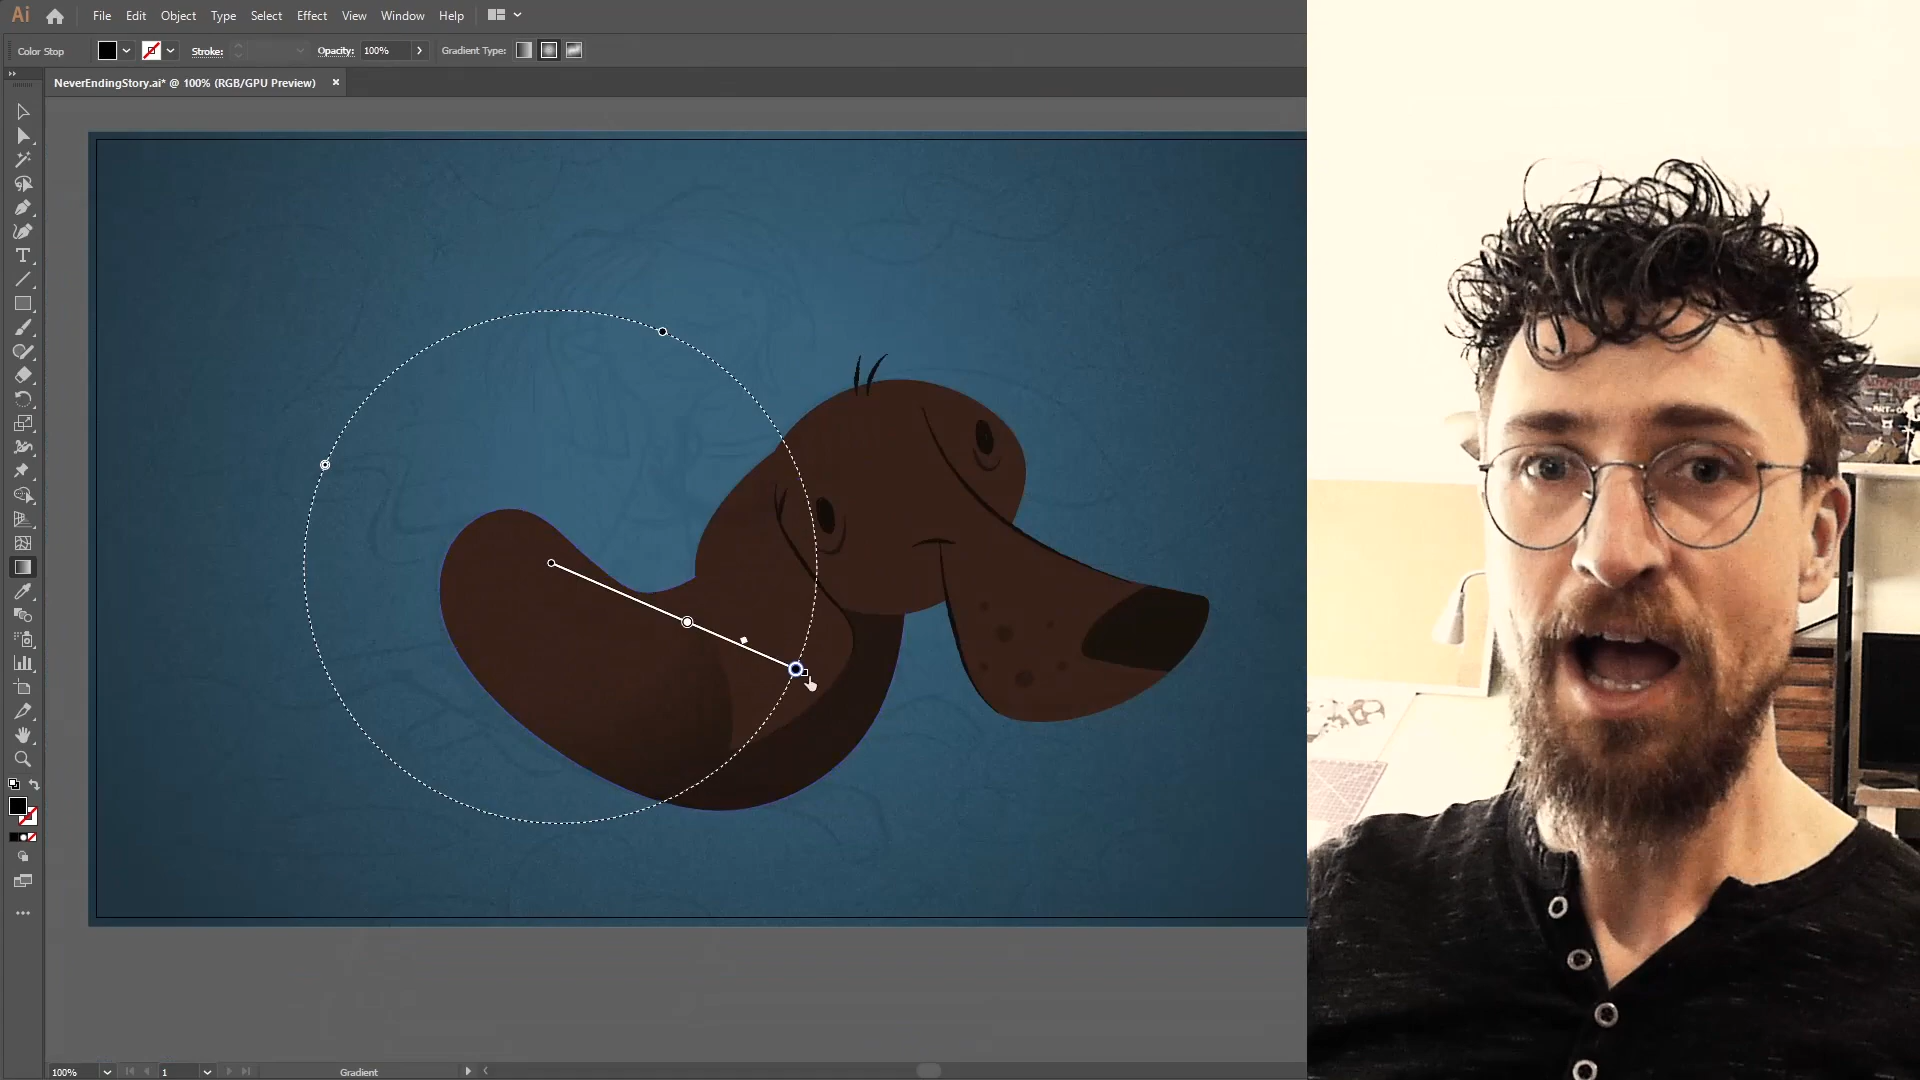 Ai File Edit Object Type Select Effect View Window Help
Color Stop Stroke: Opacity: 100% Gradient Type:
NeverEndingStory.ai* @ 100% (RGB/GPU Preview) ×
100% 1 Gradient